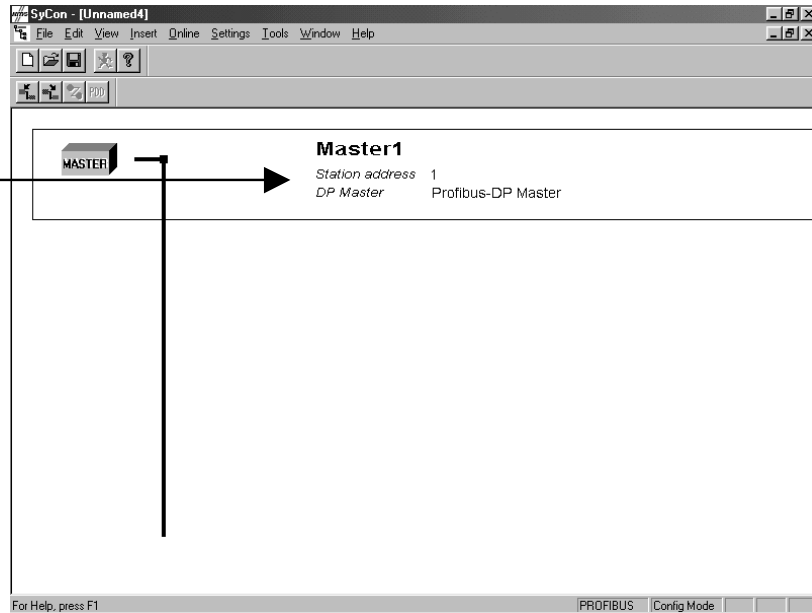 SyCon - [Unnamed4]
File Edit View Insert Online Settings Tools Window Help
PDD
MASTER
Master1
Station address 1
DP Master Profibus-DP Master
For Help, press F1
PROFIBUS Config Mode